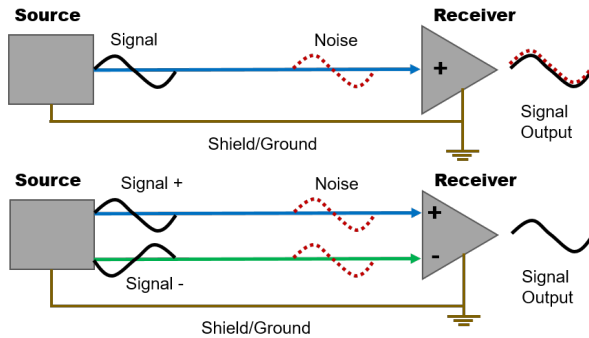 Source
Receiver
Signal
Noise
+
Signal
Output
Shield/Ground
Source
Signal +
Noise
Receiver
+
-
Signal -
Signal
Output
Shield/Ground